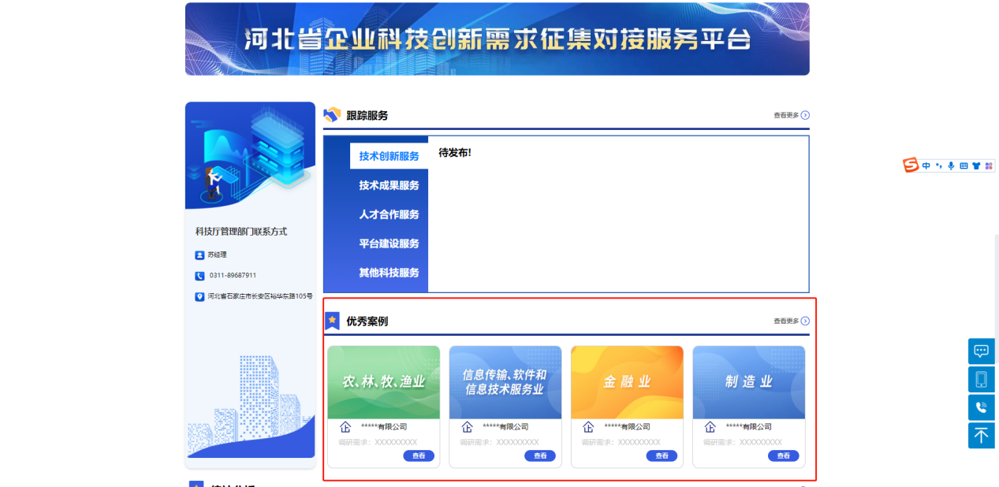 河北省企业科技创新需求征集对接服务平台
科技厅管理部门联系方式
苏经理
0311-89687911
河北省石家庄市长安区裕华东路105号
跟踪服务
查看更多
技术创新服务
技术成果服务
人才合作服务
平台建设服务
其他科技服务
待发布!
优秀案例
查看更多
农、林、牧、渔业
企 *****有限公司
调研需求: XXXXXXXXX
查看
信息传输、软件和
信息技术服务业
企 *****有限公司
调研需求: XXXXXXXXX
查看
金融业
企 *****有限公司
调研需求: XXXXXXXXX
查看
制造业
企 *****有限公司
调研需求: XXXXXXXXX
查看
S 中